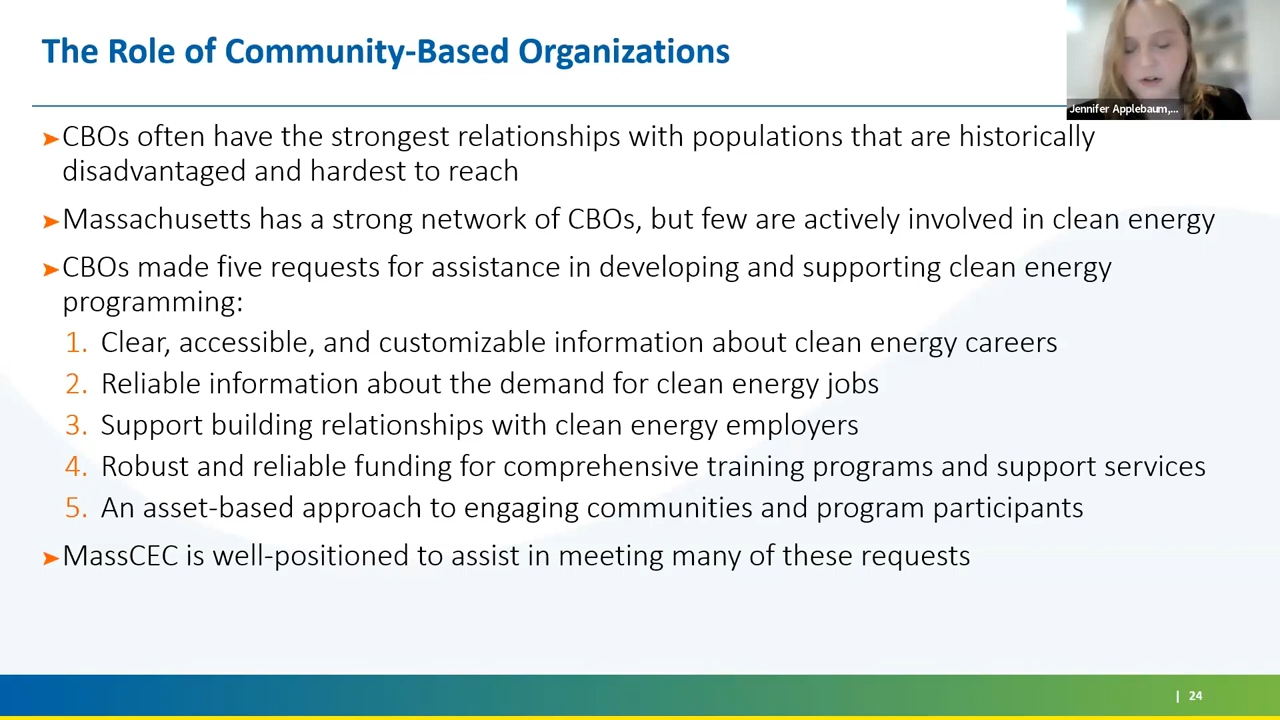 The Role of Community-Based Organizations
Jennifer Applebaum,...
➤CBOs often have the strongest relationships with populations that are historically
disadvantaged and hardest to reach
➤Massachusetts has a strong network of CBOs, but few are actively involved in clean energy
➤CBOs made five requests for assistance in developing and supporting clean energy
programming:
1. Clear, accessible, and customizable information about clean energy careers
2. Reliable information about the demand for clean energy jobs
3. Support building relationships with clean energy employers
4. Robust and reliable funding for comprehensive training programs and support services
5. An asset-based approach to engaging communities and program participants
➤MassCEC is well-positioned to assist in meeting many of these requests
| 24